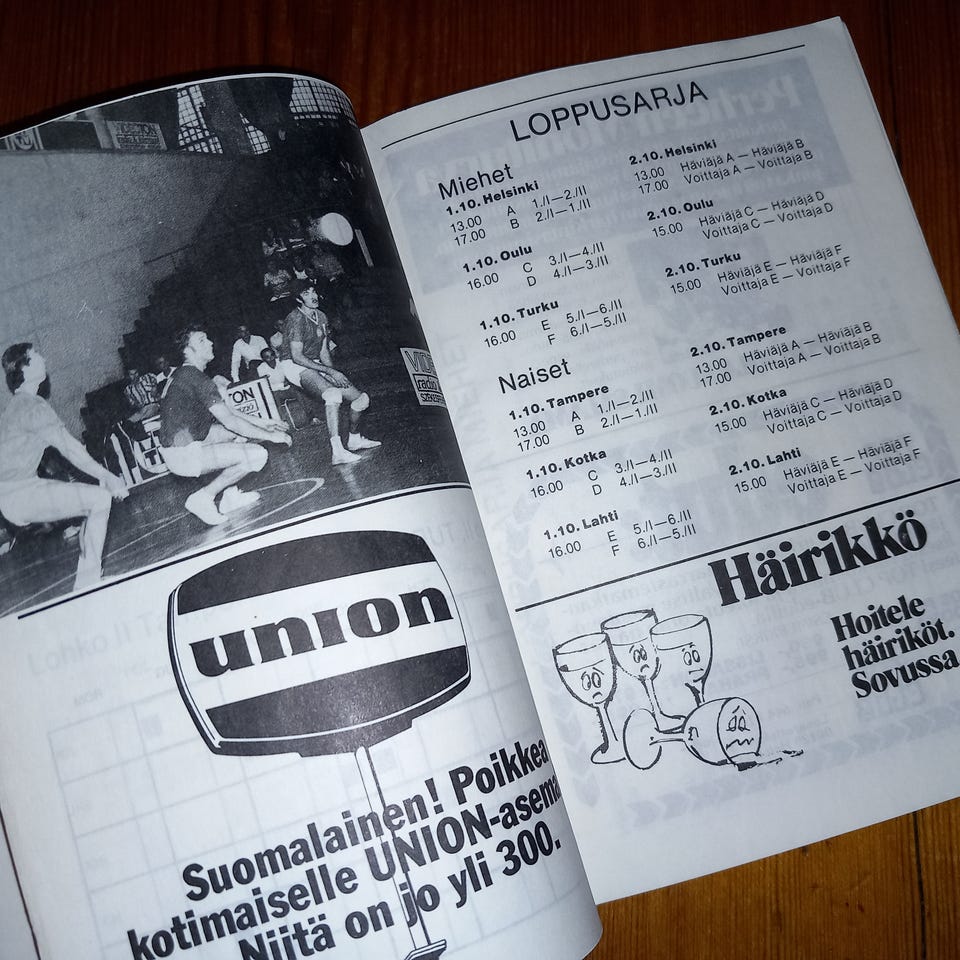 VIDEOTON
TON
VIDE
radio
SZÉKESFE
union
Suomalainen! Poikkea
kotimaiselle UNION-asema
Niitä on jo yli 300.
LOPPUSARJA
Miehet
1.10. Helsinki
13.00 A 1./I—2./II
17.00 B 2./I—1./II
1.10. Oulu
16.00 C 3./I—4./II
D 4./I—3./II
1.10. Turku
16.00 E 5./I—6./II
F 6./I—5./II
Naiset
1.10. Tampere
13.00 A 1./I—2./II
17.00 B 2./I—1./II
1.10. Kotka
16.00 C 3./I—4./II
D 4./I—3./II
1.10. Lahti
16.00 E 5./I—6./II
F 6./I—5./II
2.10. Helsinki
13.00 Häviäjä A — Häviäjä B
17.00 Voittaja A — Voittaja B
2.10. Oulu
15.00 Häviäjä C — Häviäjä D
Voittaja C — Voittaja D
2.10. Turku
15.00 Häviäjä E — Häviäjä F
Voittaja E — Voittaja F
2.10. Tampere
13.00 Häviäjä A — Häviäjä B
17.00 Voittaja A — Voittaja B
2.10. Kotka
15.00 Häviäjä C — Häviäjä D
Voittaja C — Voittaja D
2.10. Lahti
15.00 Häviäjä E — Häviäjä F
Voittaja E — Voittaja F
Häirikkö
Hoitele
häiriköt.
Sovussa